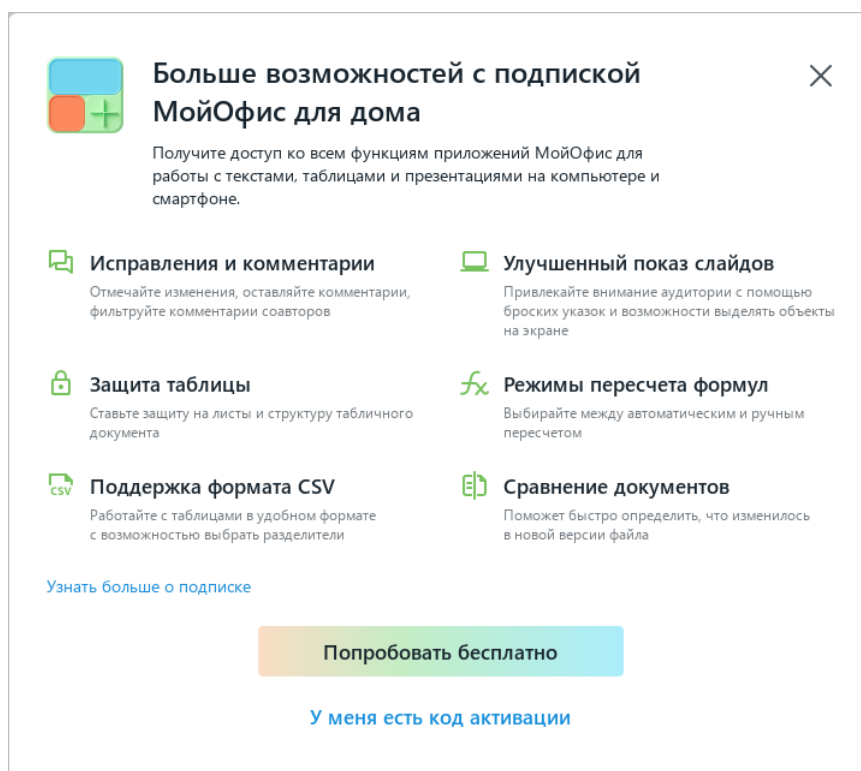 Больше возможностей с подпиской
МойОфис для дома
Получите доступ ко всем функциям приложений МойОфис для
работы с текстами, таблицами и презентациями на компьютере и
смартфоне.
Исправления и комментарии
Отмечайте изменения, оставляйте комментарии,
фильтруйте комментарии соавторов
Улучшенный показ слайдов
Привлекайте внимание аудитории с помощью
броских указок и возможности выделять объекты
на экране
Защита таблицы
Ставьте защиту на листы и структуру табличного
документа
Режимы пересчета формул
Выбирайте между автоматическим и ручным
пересчетом
CSV
Поддержка формата CSV
Работайте с таблицами в удобном формате
с возможностью выбрать разделители
Сравнение документов
Поможет быстро определить, что изменилось
в новой версии файла
Узнать больше о подписке
Попробовать бесплатно
У меня есть код активации